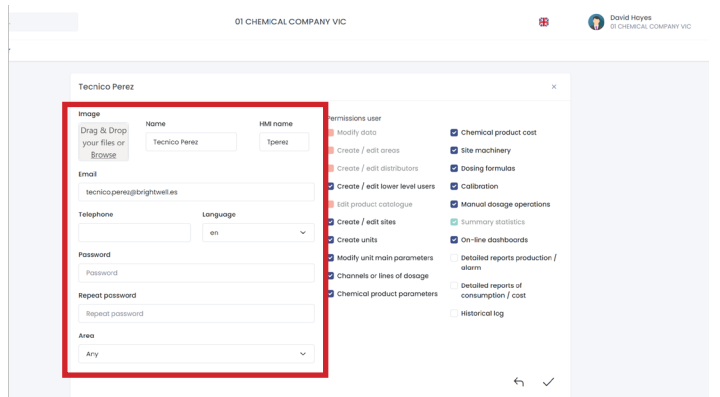 01 CHEMICAL COMPANY VIC
David Hayes
01 CHEMICAL COMPANY VIC
Tecnico Perez
Image
Drag & Drop
your files or
Browse
Name
Tecnico Perez
HMI name
Tperez
Email
tecnico.perez@brightwell.es
Telephone
Language
en
Password
Password
Repeat password
Repeat password
Area
Any
Permissions user
Modify data
Create / edit areas
Create / edit distributors
Create / edit lower level users
Edit product catalogue
Create / edit sites
Create units
Modify unit main parameters
Channels or lines of dosage
Chemical product parameters
Chemical product cost
Site machinery
Dosing formulas
Calibration
Manual dosage operations
Summary statistics
On-line dashboards
Detailed reports production /
alarm
Detailed reports of
consumption / cost
Historical log